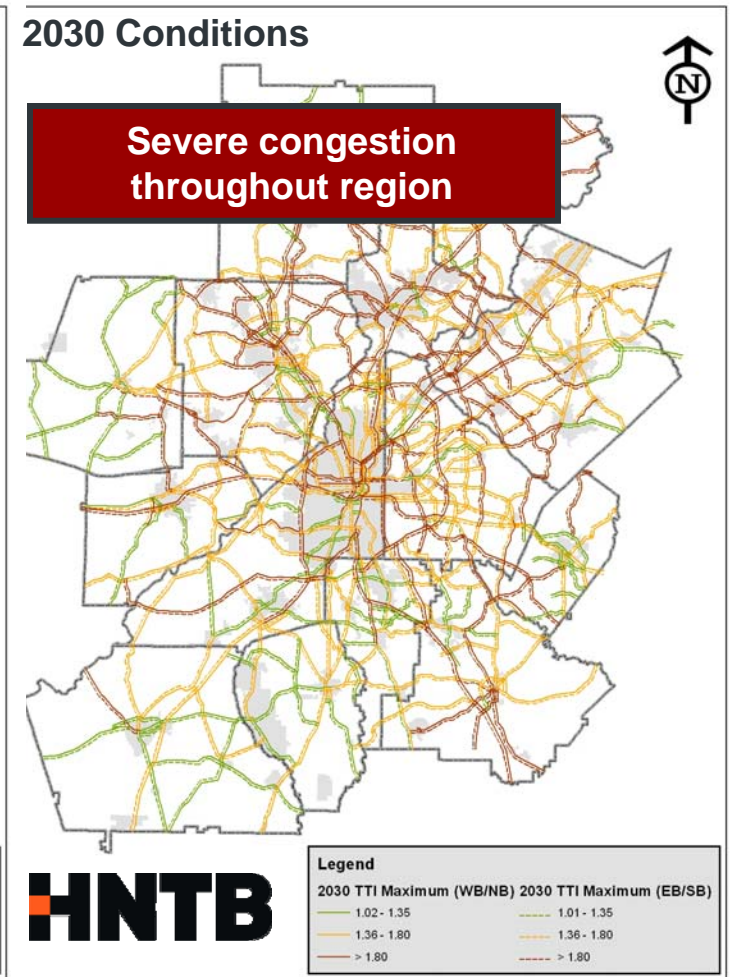 2030 Conditions
N
Severe congestion
throughout region
HNTB
Legend
2030 TTI Maximum (WB/NB) 2030 TTI Maximum (EB/SB)
1.02 - 1.35 1.01 - 1.35
1.36 - 1.80 1.36 - 1.80
> 1.80 > 1.80